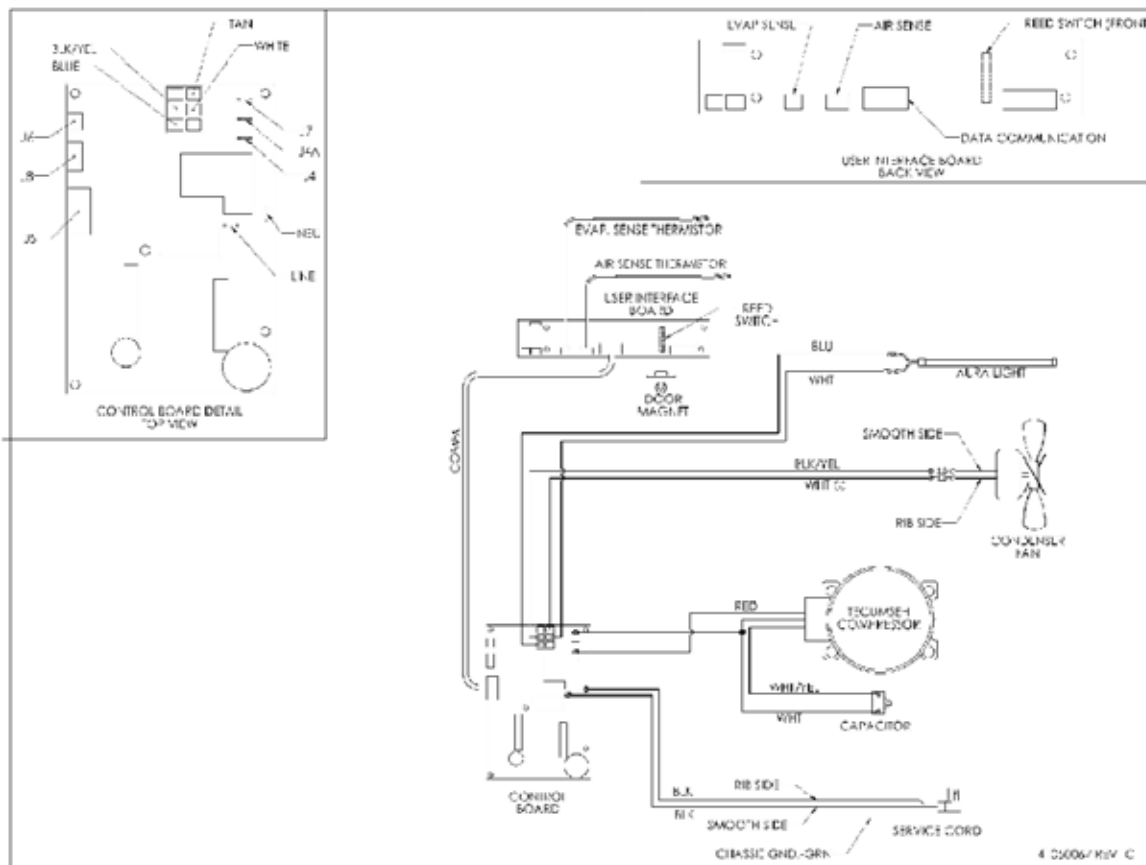 TAN
BLK/YEL
WHITE
BLUE
J7
J4A
J8
J4
J5
NEU
LINE
CONTROL BOARD DETAIL
TOP VIEW
EVAP SENSE
AIR SENSE
REED SWITCH (FRONT
DATA COMMUNICATION
USER INTERFACE BOARD
BACK VIEW
EVAP. SENSE THERMISTOR
AIR SENSE THERMISTOR
USER INTERFACE
BOARD
REED
SWITCH
DOOR
MAGNET
BLU
WHT
AURA LIGHT
COMM.
SMOOTH SIDE
BLK/YEL
WHT
RIB SIDE
CONDENSER
FAN
RED
TECUMSEH
COMPRESSOR
WHT/YEL
WHT
CAPACITOR
CONTROL
BOARD
BLK
RIB SIDE
BLK
SMOOTH SIDE
SERVICE CORD
CHASSIC GND.-GRN